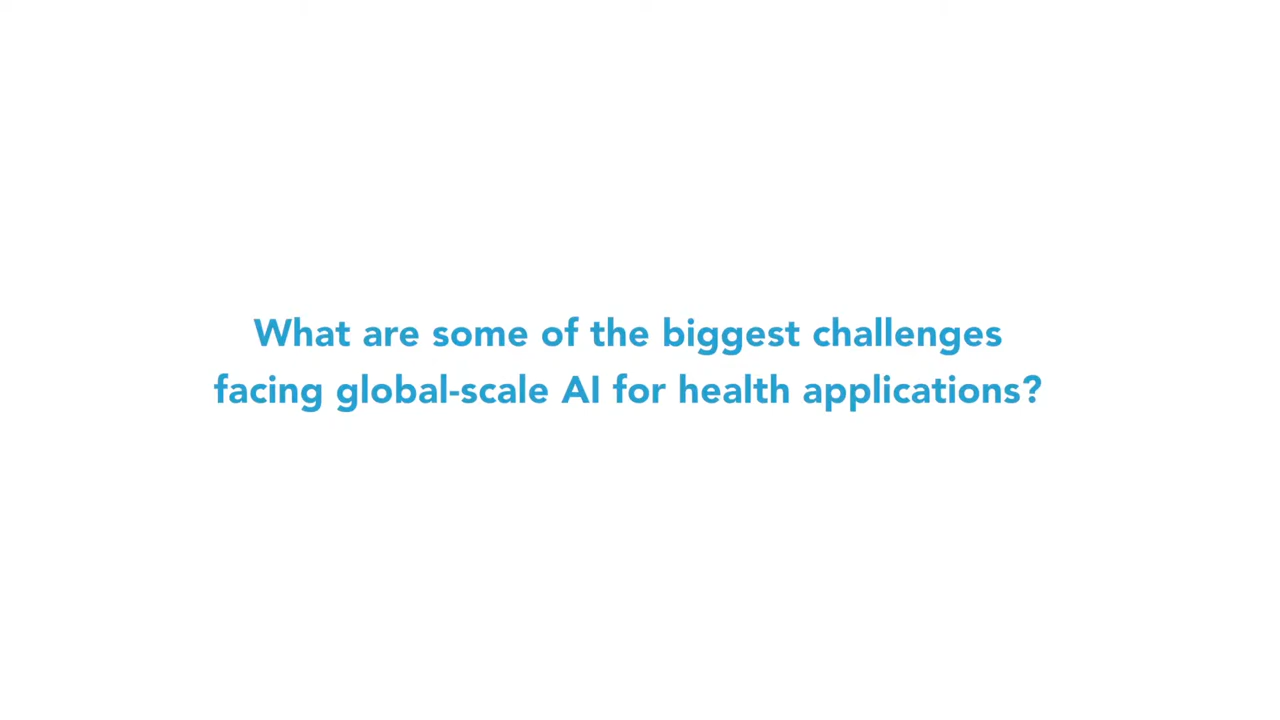 What are some of the biggest challenges
facing global-scale AI for health applications?